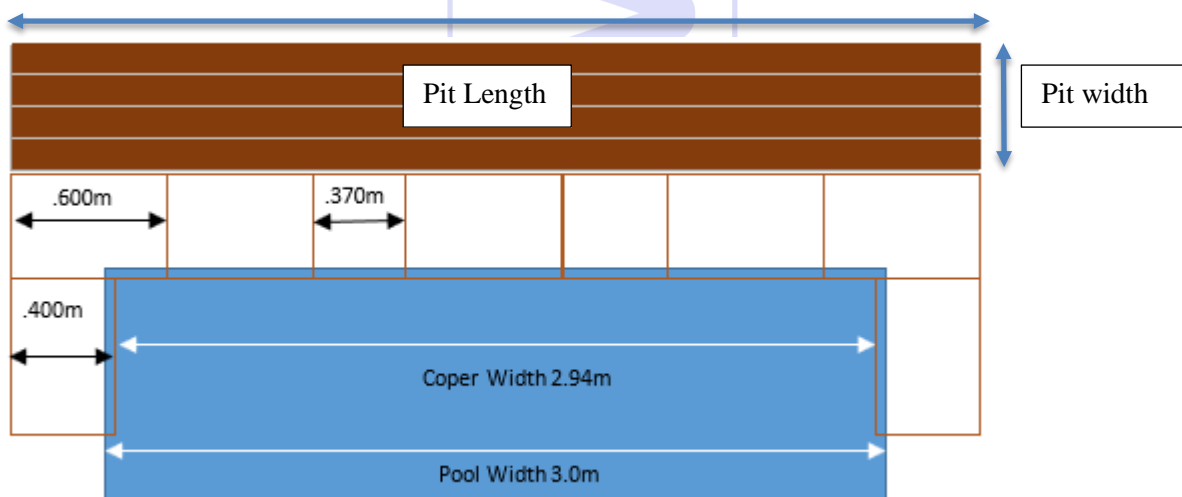 Pit Length
Pit width
.600m
.370m
.400m
Coper Width 2.94m
Pool Width 3.0m